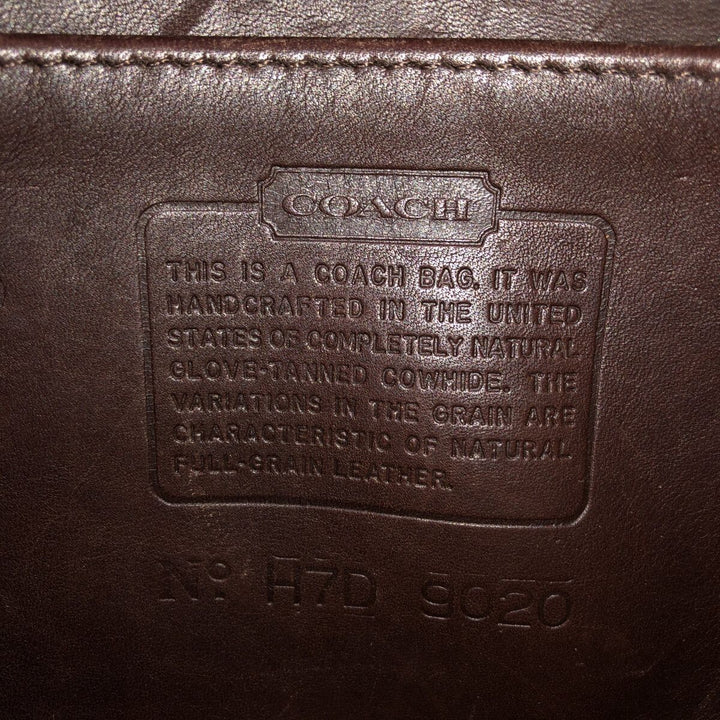 COACH
THIS IS A COACH BAG. IT WAS
HANDCRAFTED IN THE UNITED
STATES OF COMPLETELY NATURAL
GLOVE-TANNED COWHIDE. THE
VARIATIONS IN THE GRAIN ARE
CHARACTERISTIC OF NATURAL
FULL-GRAIN LEATHER.
No. H7D 9020